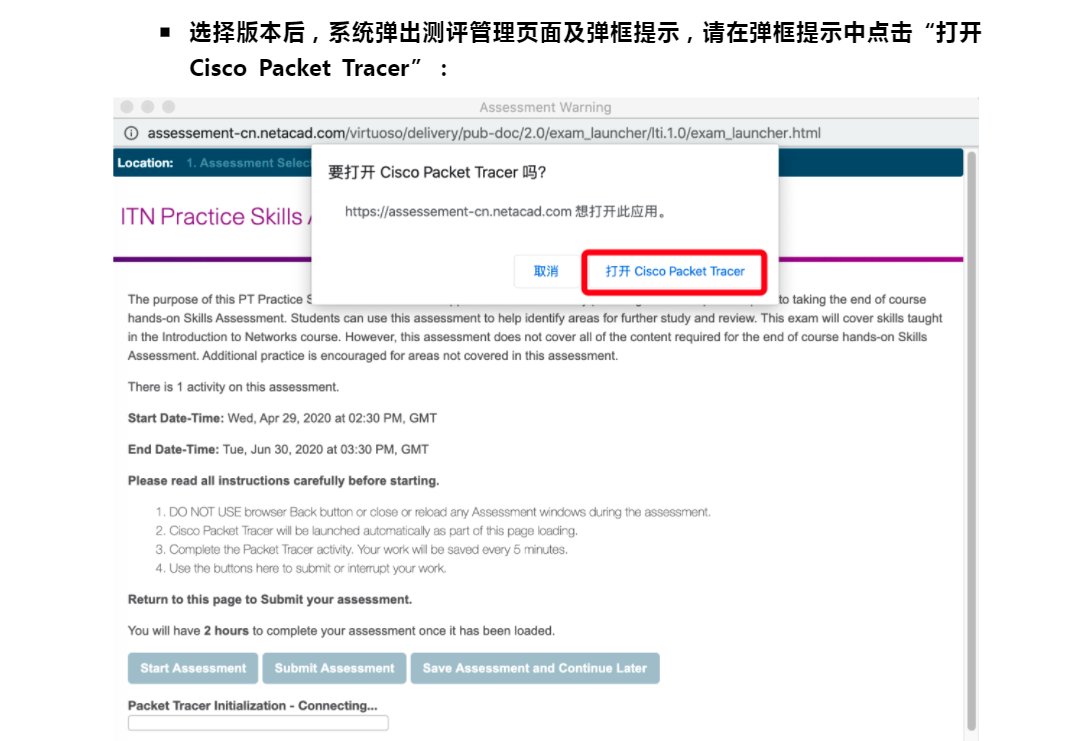 ▪ 选择版本后，系统弹出测评管理页面及弹框提示，请在弹框提示中点击“打开
Cisco Packet Tracer” ：
Assessment Warning
assessement-cn.netacad.com/virtuoso/delivery/pub-doc/2.0/exam_launcher/lti.1.0/exam_launcher.html
Location: 1. Assessment Selec
要打开 Cisco Packet Tracer 吗?
https://assessement-cn.netacad.com 想打开此应用。
ITN Practice Skills
取消 打开 Cisco Packet Tracer
The purpose of this PT Practice to taking the end of course
hands-on Skills Assessment. Students can use this assessment to help identify areas for further study and review. This exam will cover skills taught
in the Introduction to Networks course. However, this assessment does not cover all of the content required for the end of course hands-on Skills
Assessment. Additional practice is encouraged for areas not covered in this assessment.
There is 1 activity on this assessment.
Start Date-Time: Wed, Apr 29, 2020 at 02:30 PM, GMT
End Date-Time: Tue, Jun 30, 2020 at 03:30 PM, GMT
Please read all instructions carefully before starting.
1. DO NOT USE browser Back button or close or reload any Assessment windows during the assessment.
2. Cisco Packet Tracer will be launched automatically as part of this page loading.
3. Complete the Packet Tracer activity. Your work will be saved every 5 minutes.
4. Use the buttons here to submit or interrupt your work.
Return to this page to Submit your assessment.
You will have 2 hours to complete your assessment once it has been loaded.
Start Assessment Submit Assessment Save Assessment and Continue Later
Packet Tracer Initialization - Connecting...